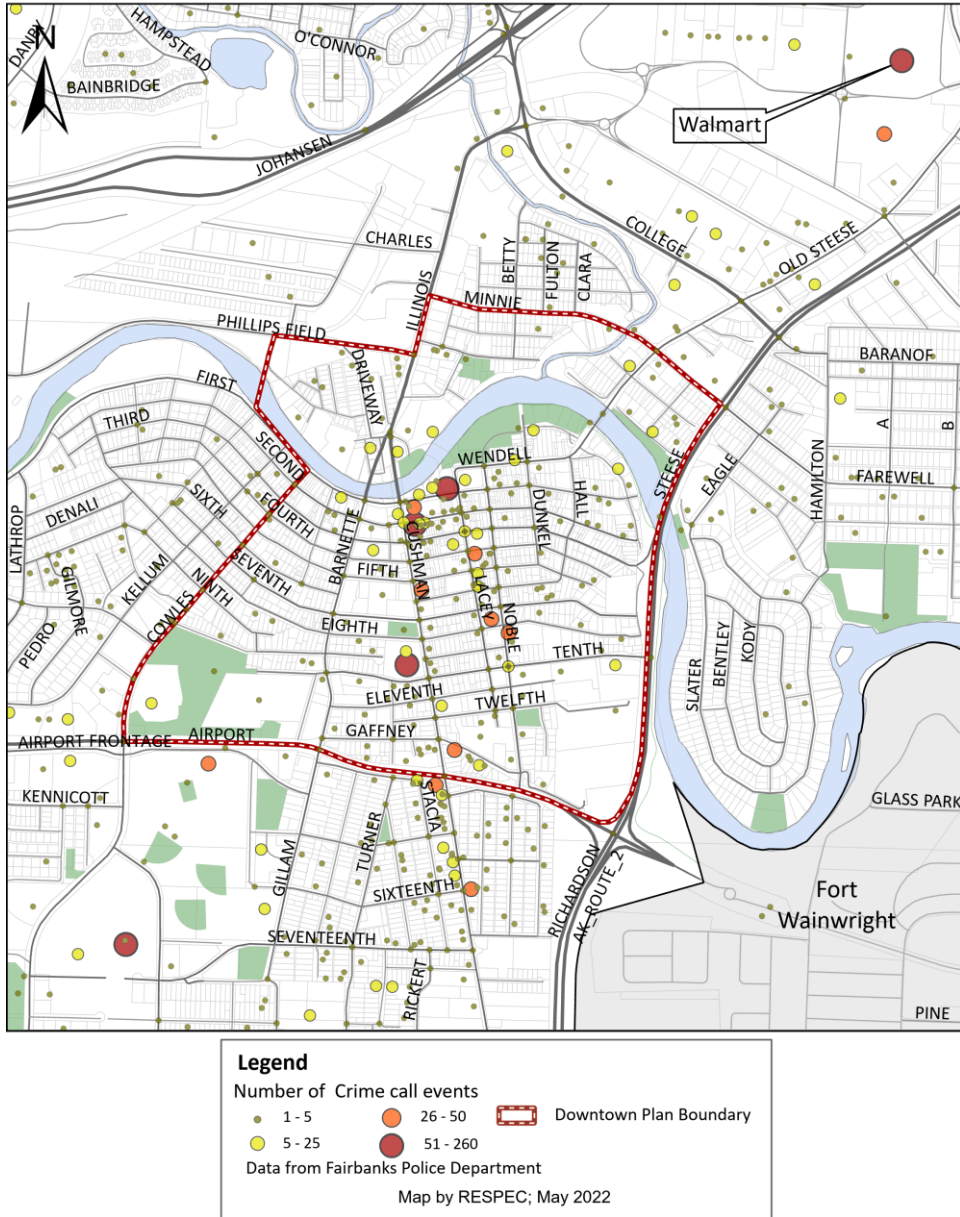 N
DANBY
HAMPSTEAD
O'CONNOR
BAINBRIDGE
Walmart
JOHANSEN
COLLEGE
OLD STEESE
CHARLES
BETTY
FULTON
CLARA
ILLINOIS
MINNIE
PHILLIPS FIELD
DRIVEWAY
BARANOF
FIRST
THIRD
SECOND
A
B
WENDELL
STEESE
EAGLE
HAMILTON
FAREWELL
SIXTH
FOURTH
DENALI
LATHROP
BARNETTE
CUSHMAN
DUNKEL
HALL
GILMORE
KELLUM
SEVENTH
FIFTH
NINTH
LACEY
NOBLE
PEDRO
COWLES
EIGHTH
TENTH
SLATER
BENTLEY
KODY
ELEVENTH
TWELFTH
GAFFNEY
AIRPORT FRONTAGE
AIRPORT
KENNICOTT
STACIA
GLASS PARK
TURNER
GILLAM
SIXTEENTH
RICHARDSON
AK_ROUTE_2
Fort
Wainwright
SEVENTEENTH
RICKERT
PINE
Legend
Number of Crime call events
1 - 5
26 - 50
Downtown Plan Boundary
5 - 25
51 - 260
Data from Fairbanks Police Department
Map by RESPEC; May 2022